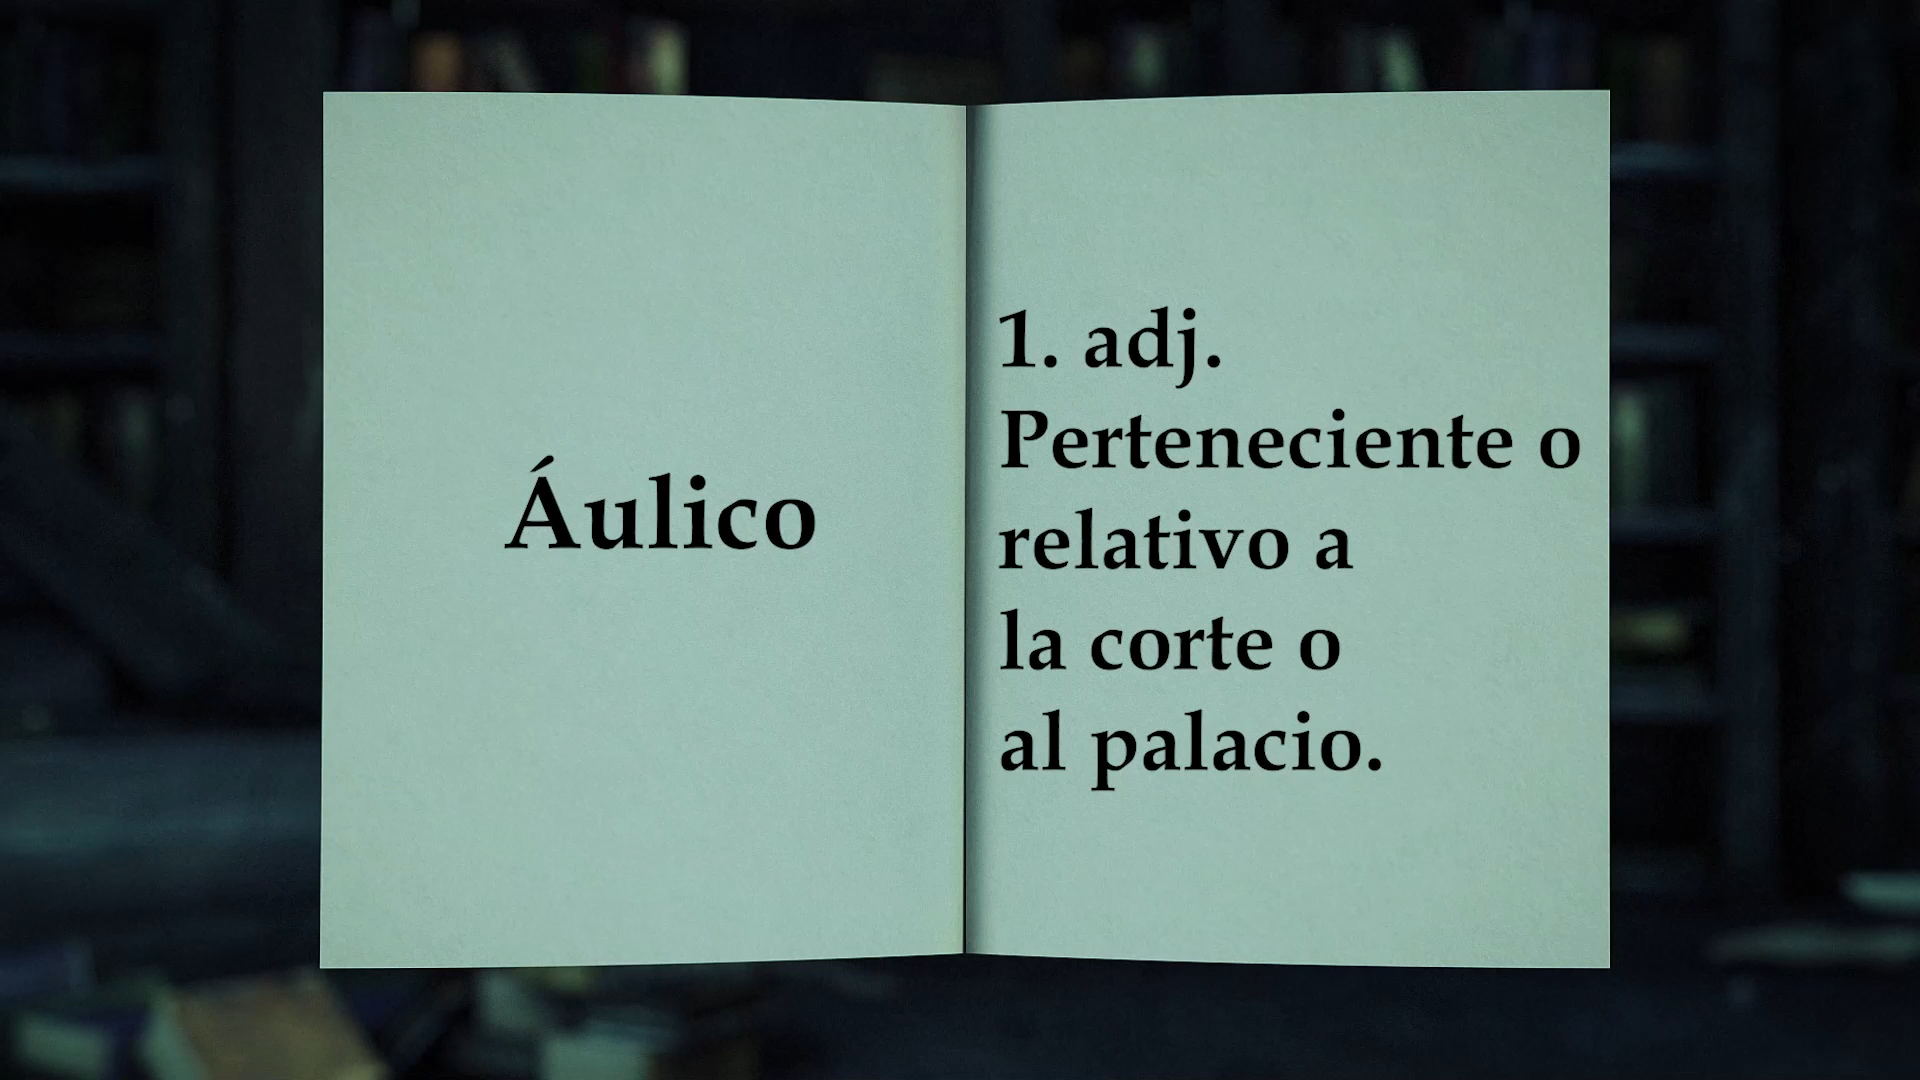 Áulico
1. adj.
Perteneciente o
relativo a
la corte o
al palacio.